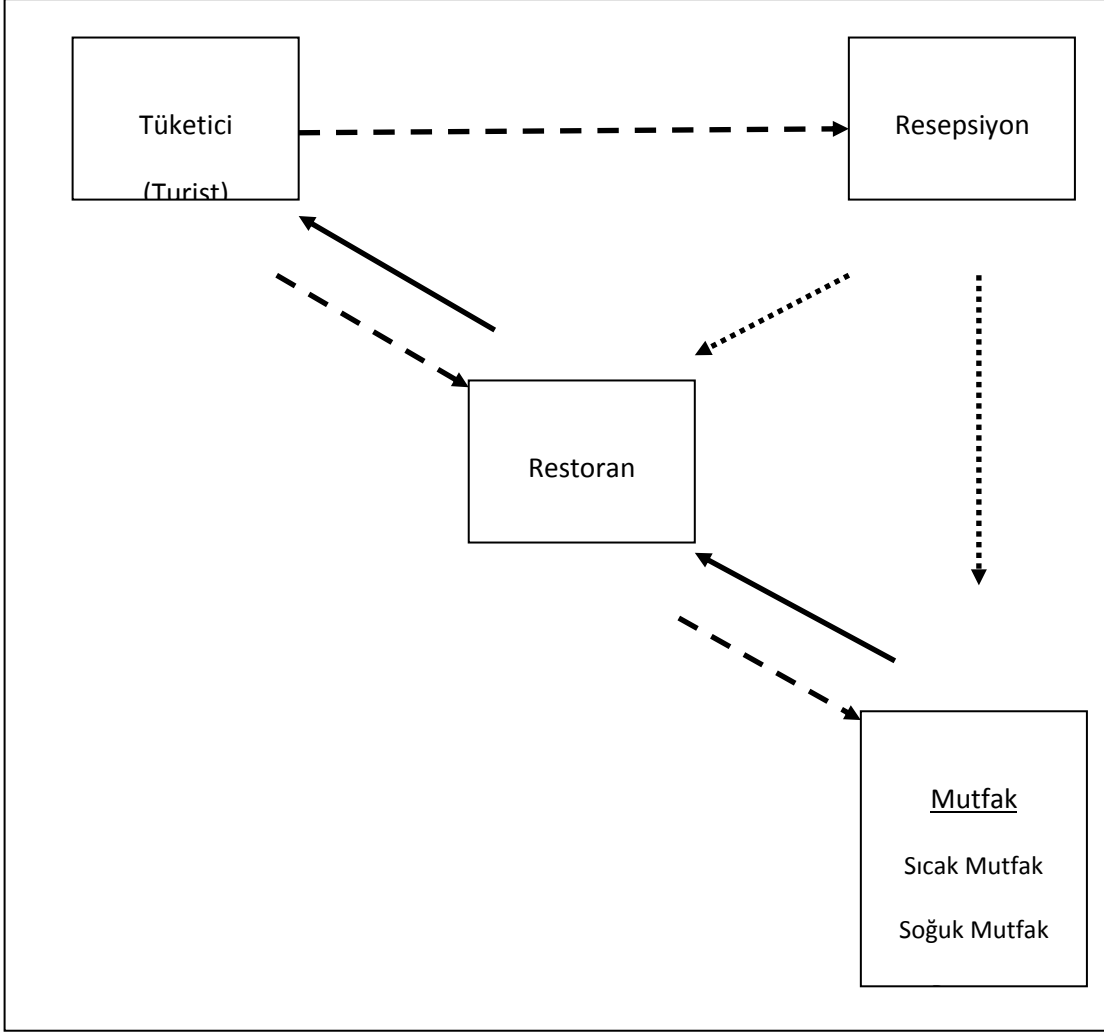 Tüketici
(Turist)
Resepsiyon
Restoran
Mutfak
Sıcak Mutfak
Soğuk Mutfak